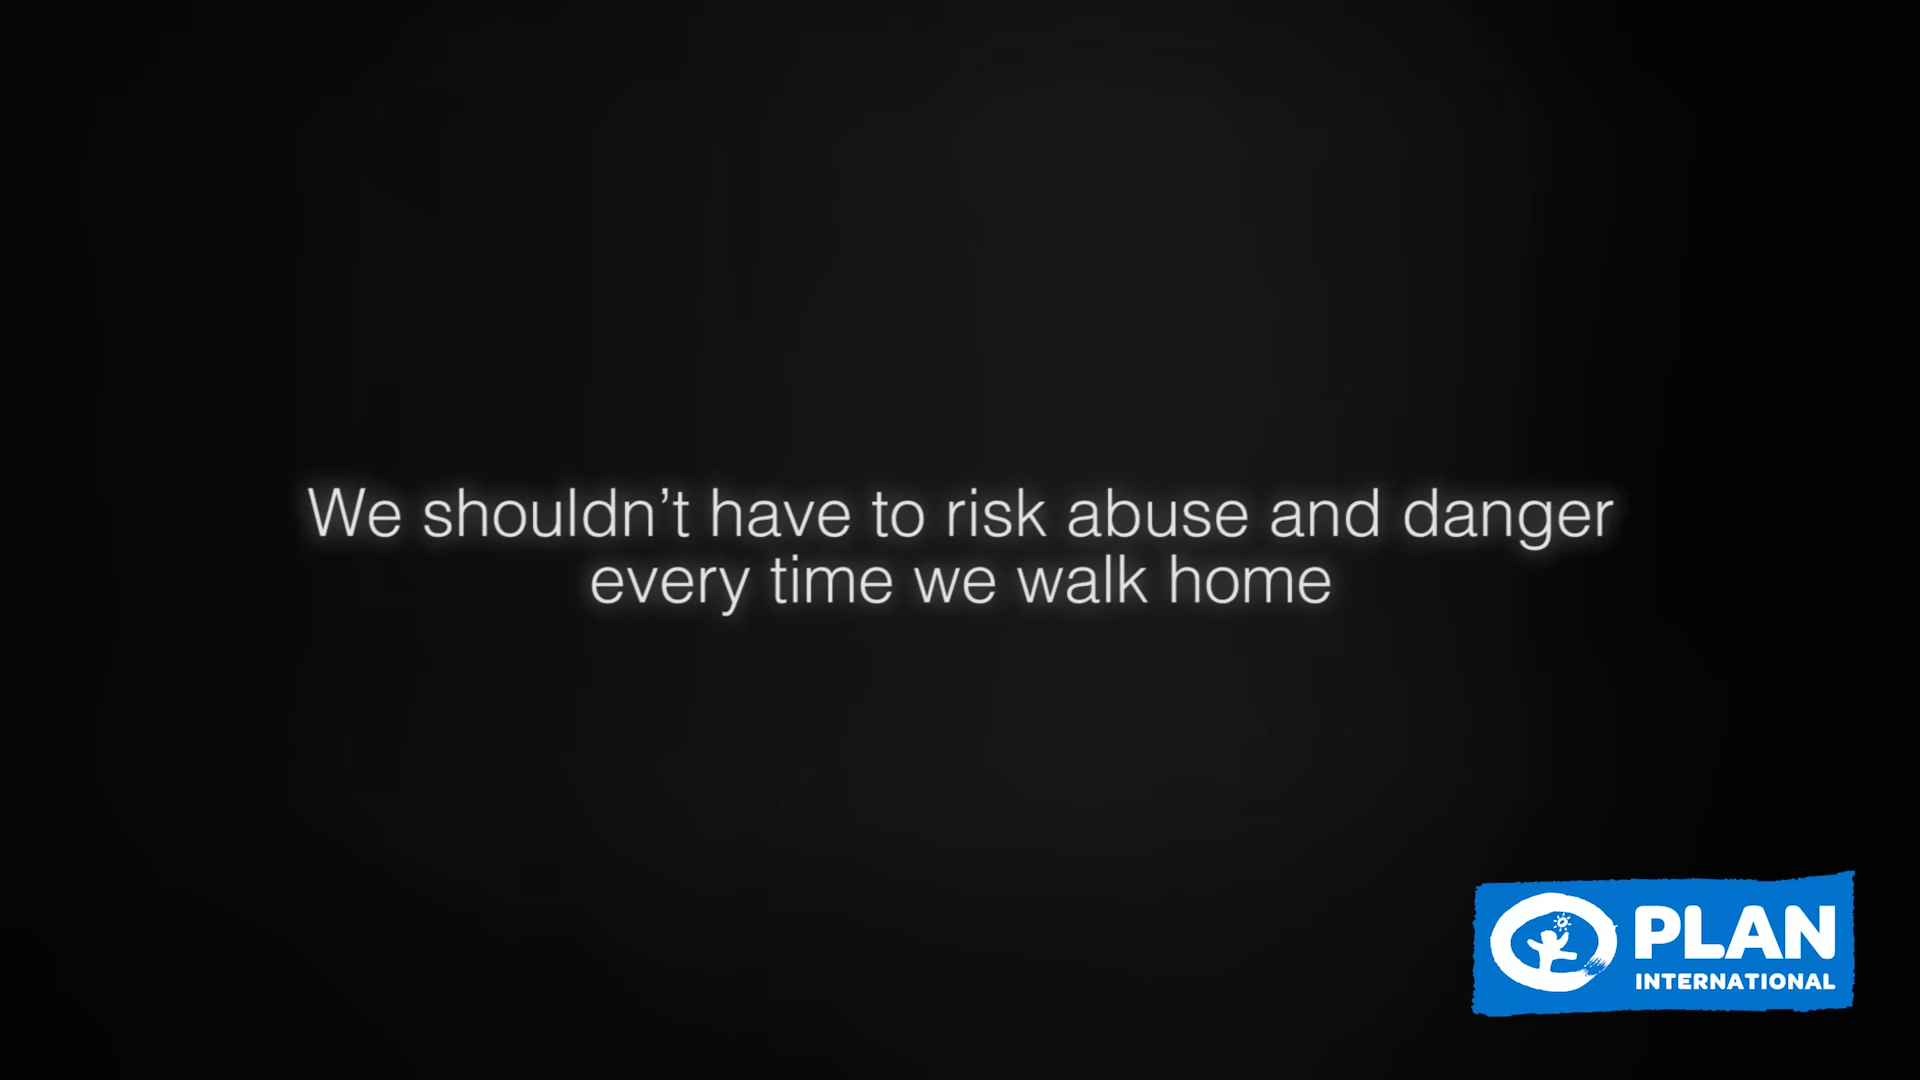 We shouldn’t have to risk abuse and danger
every time we walk home
PLAN
INTERNATIONAL